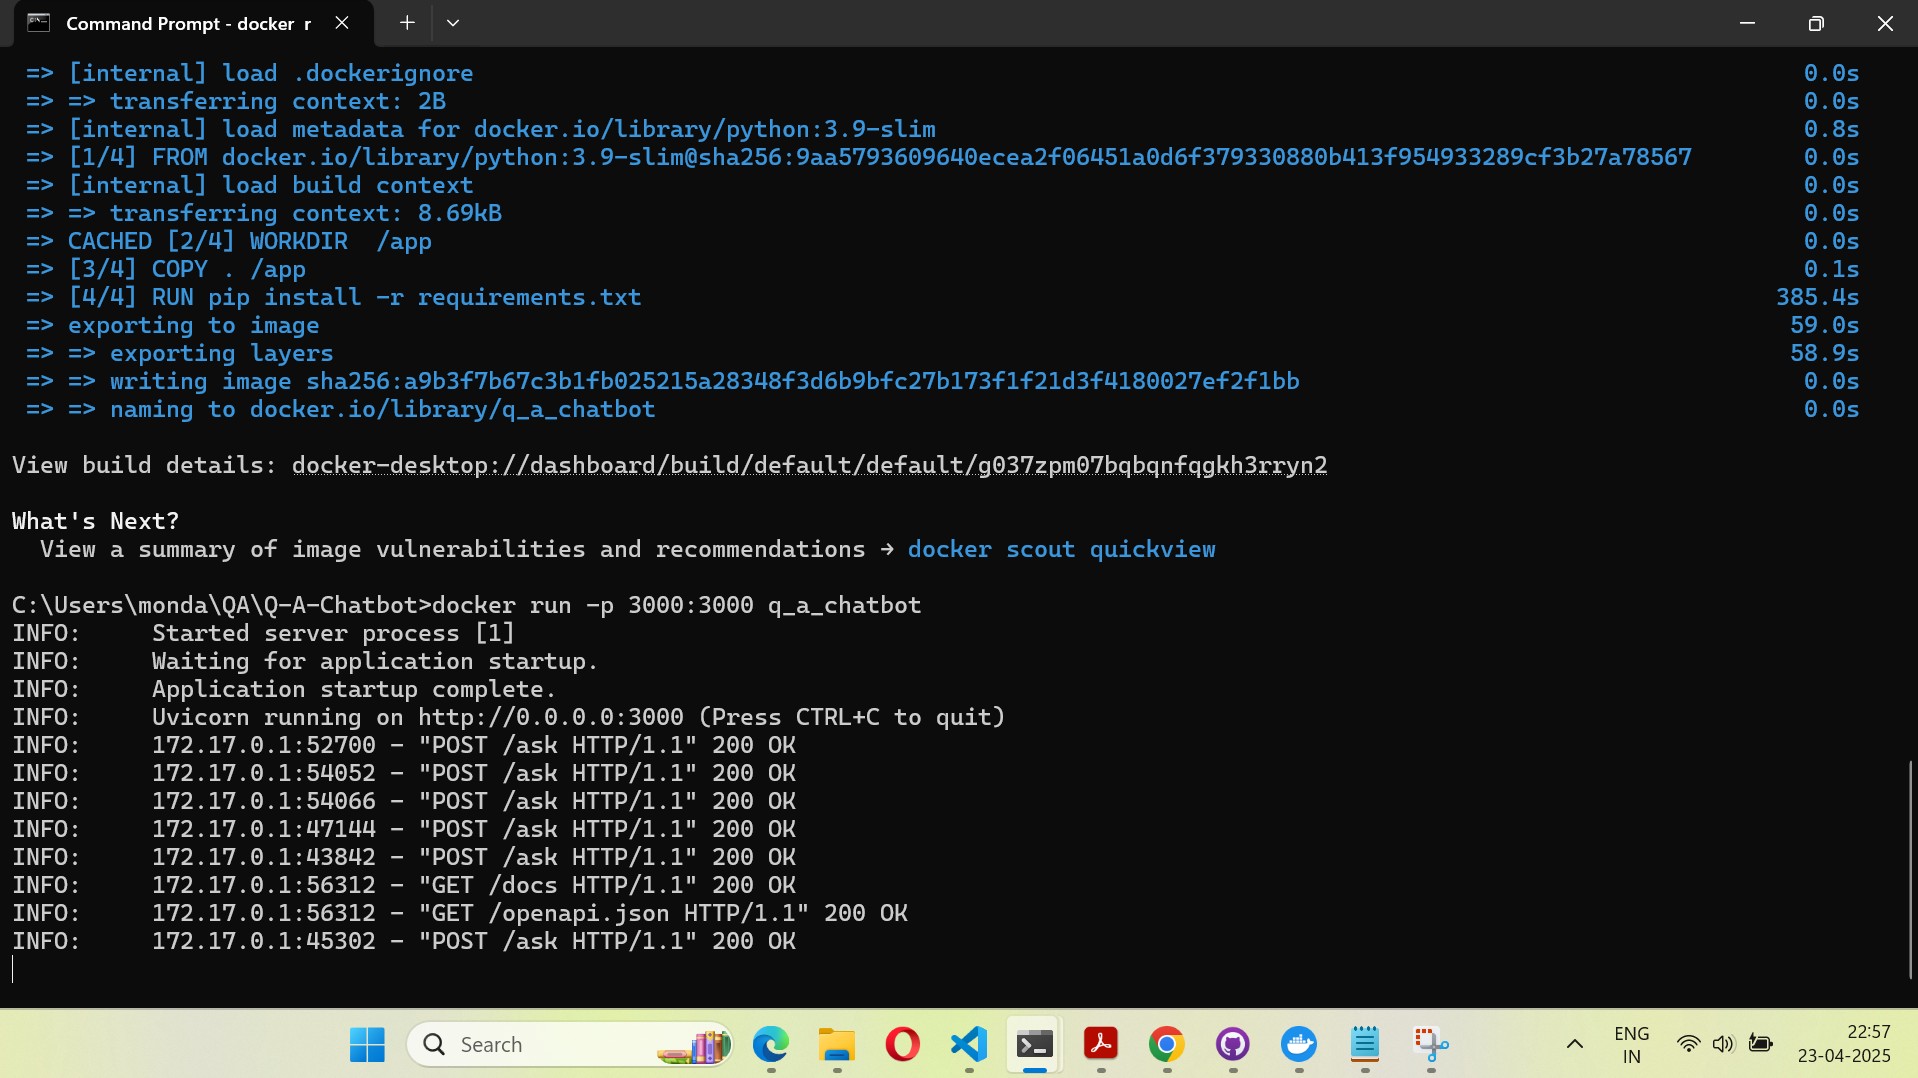 Command Prompt - docker r
=> [internal] load .dockerignore 0.0s
=> => transferring context: 2B 0.0s
=> [internal] load metadata for docker.io/library/python:3.9-slim 0.8s
=> [1/4] FROM docker.io/library/python:3.9-slim@sha256:9aa5793609640ecea2f06451a0d6f379330880b413f954933289cf3b27a78567 0.0s
=> [internal] load build context 0.0s
=> => transferring context: 8.69kB 0.0s
=> CACHED [2/4] WORKDIR  /app 0.0s
=> [3/4] COPY . /app 0.1s
=> [4/4] RUN pip install -r requirements.txt 385.4s
=> exporting to image 59.0s
=> => exporting layers 58.9s
=> => writing image sha256:a9b3f7b67c3b1fb025215a28348f3d6b9bfc27b173f1f21d3f4180027ef2f1bb 0.0s
=> => naming to docker.io/library/q_a_chatbot 0.0s
View build details: docker-desktop://dashboard/build/default/default/g037zpm07bqbqnfqgkh3rryn2
What's Next?
View a summary of image vulnerabilities and recommendations → docker scout quickview
C:\Users\monda\QA\Q-A-Chatbot>docker run -p 3000:3000 q_a_chatbot
INFO:     Started server process [1]
INFO:     Waiting for application startup.
INFO:     Application startup complete.
INFO:     Uvicorn running on http://0.0.0.0:3000 (Press CTRL+C to quit)
INFO:     172.17.0.1:52700 - "POST /ask HTTP/1.1" 200 OK
INFO:     172.17.0.1:54052 - "POST /ask HTTP/1.1" 200 OK
INFO:     172.17.0.1:54066 - "POST /ask HTTP/1.1" 200 OK
INFO:     172.17.0.1:47144 - "POST /ask HTTP/1.1" 200 OK
INFO:     172.17.0.1:43842 - "POST /ask HTTP/1.1" 200 OK
INFO:     172.17.0.1:56312 - "GET /docs HTTP/1.1" 200 OK
INFO:     172.17.0.1:56312 - "GET /openapi.json HTTP/1.1" 200 OK
INFO:     172.17.0.1:45302 - "POST /ask HTTP/1.1" 200 OK
Search
ENG
IN
22:57
23-04-2025